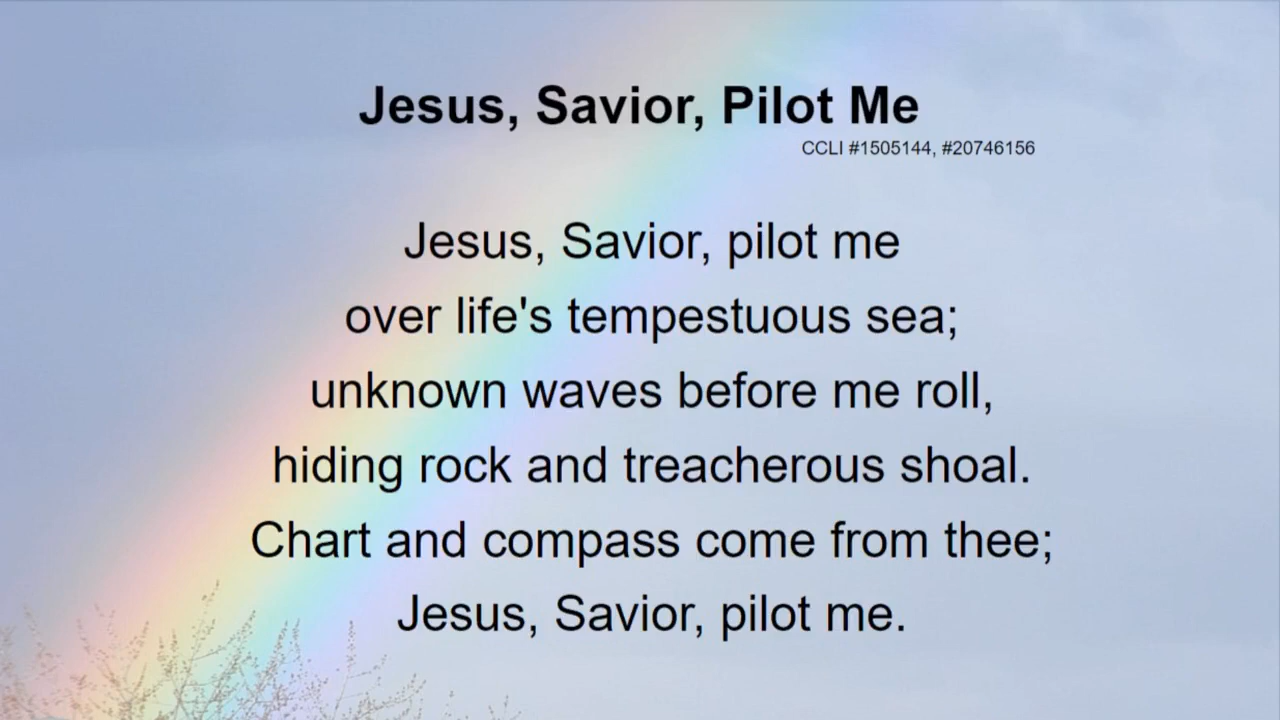 Jesus, Savior, Pilot Me
CCLI #1505144, #20746156
Jesus, Savior, pilot me
over life's tempestuous sea;
unknown waves before me roll,
hiding rock and treacherous shoal.
Chart and compass come from thee;
Jesus, Savior, pilot me.